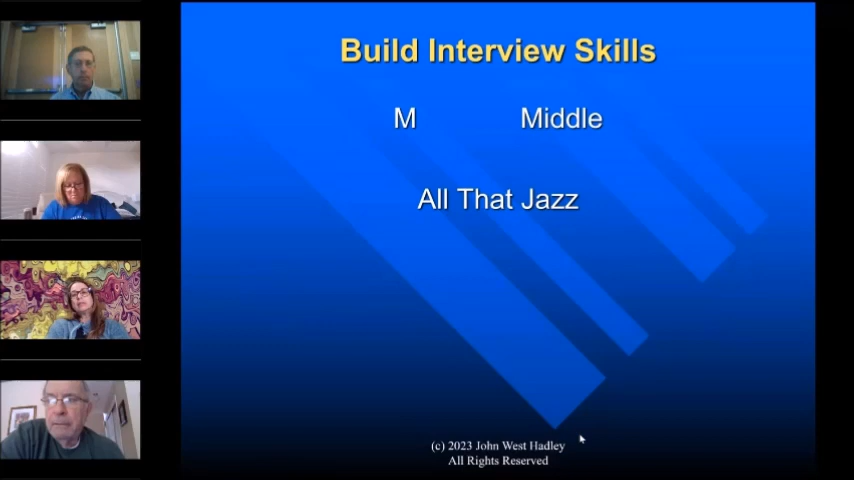 Build Interview Skills
M Middle
All That Jazz
(c) 2023 John West Hadley
All Rights Reserved